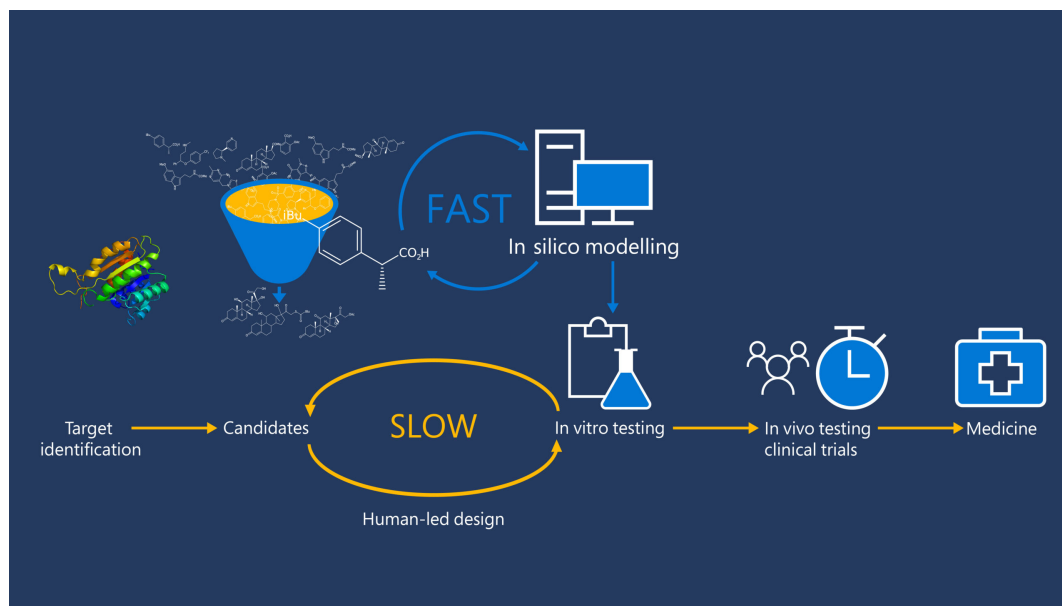 FAST
iBu
CO₂H
In silico modelling
SLOW
Target
identification
Candidates
In vitro testing
In vivo testing
clinical trials
Medicine
Human-led design